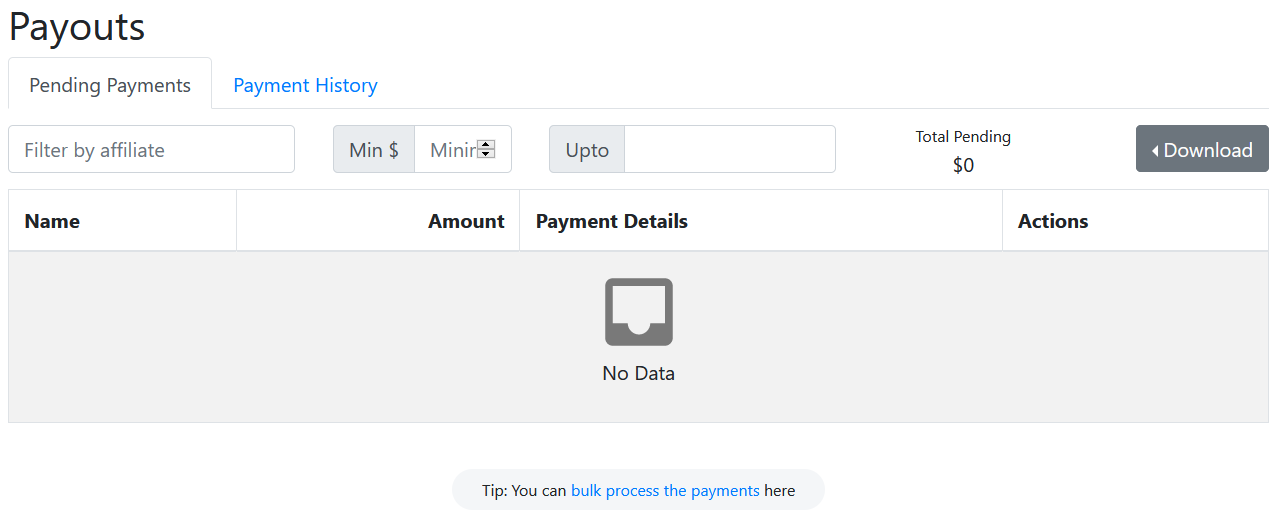 Payouts
Pending Payments
Payment History
Filter by affiliate
Min $
Upto
Total Pending
$0
Download
Name
Amount
Payment Details
Actions
No Data
Tip: You can bulk process the payments here